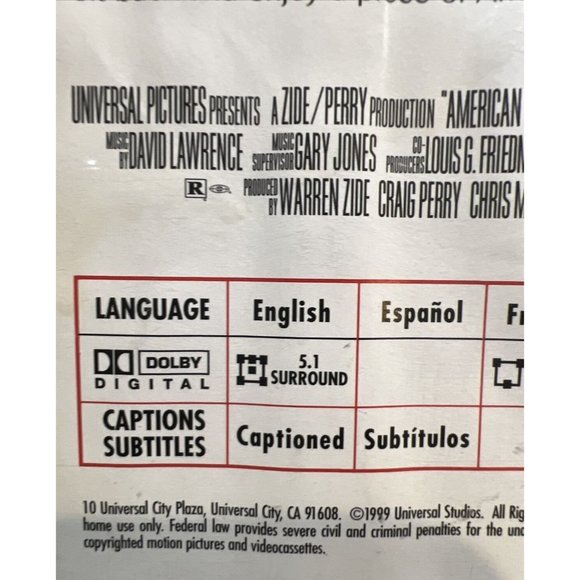 UNIVERSAL PICTURES PRESENTS A ZIDE/PERRY PRODUCTION "AMERICAN
MUSIC BY DAVID LAWRENCE MUSIC SUPERVISOR GARY JONES CO-PRODUCERS LOUIS G. FRIEDM
R PRODUCED BY WARREN ZIDE CRAIG PERRY CHRIS M
LANGUAGE English Español Fr
DOLBY DIGITAL 5.1 SURROUND
CAPTIONS SUBTITLES Captioned Subtítulos
10 Universal City Plaza, Universal City, CA 91608. ©1999 Universal Studios. All Rig
home use only. Federal law provides severe civil and criminal penalties for the una
copyrighted motion pictures and videocassettes.